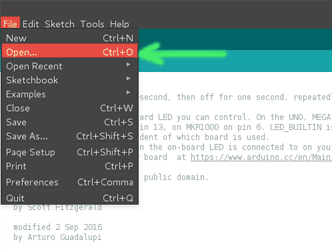 File Edit Sketch Tools Help
New Ctrl+N
Open... Ctrl+O
Open Recent
Sketchbook
Examples
Close Ctrl+W
Save Ctrl+S
Save As... Ctrl+Shift+S
Page Setup Ctrl+Shift+P
Print Ctrl+P
Preferences Ctrl+Comma
Quit Ctrl+Q
second, then off for one second, repeatedl
oard LED you can control. On the UNO, MEGA
pin 13, on MKR1000 on pin 6. LED_BUILTIN is
dent of which board is used.
n the on-board LED is connected to on your
board at https://www.arduino.cc/en/Main
public domain.
by Scott Fitzgerald
modified 2 Sep 2016
by Arturo Guadalupi